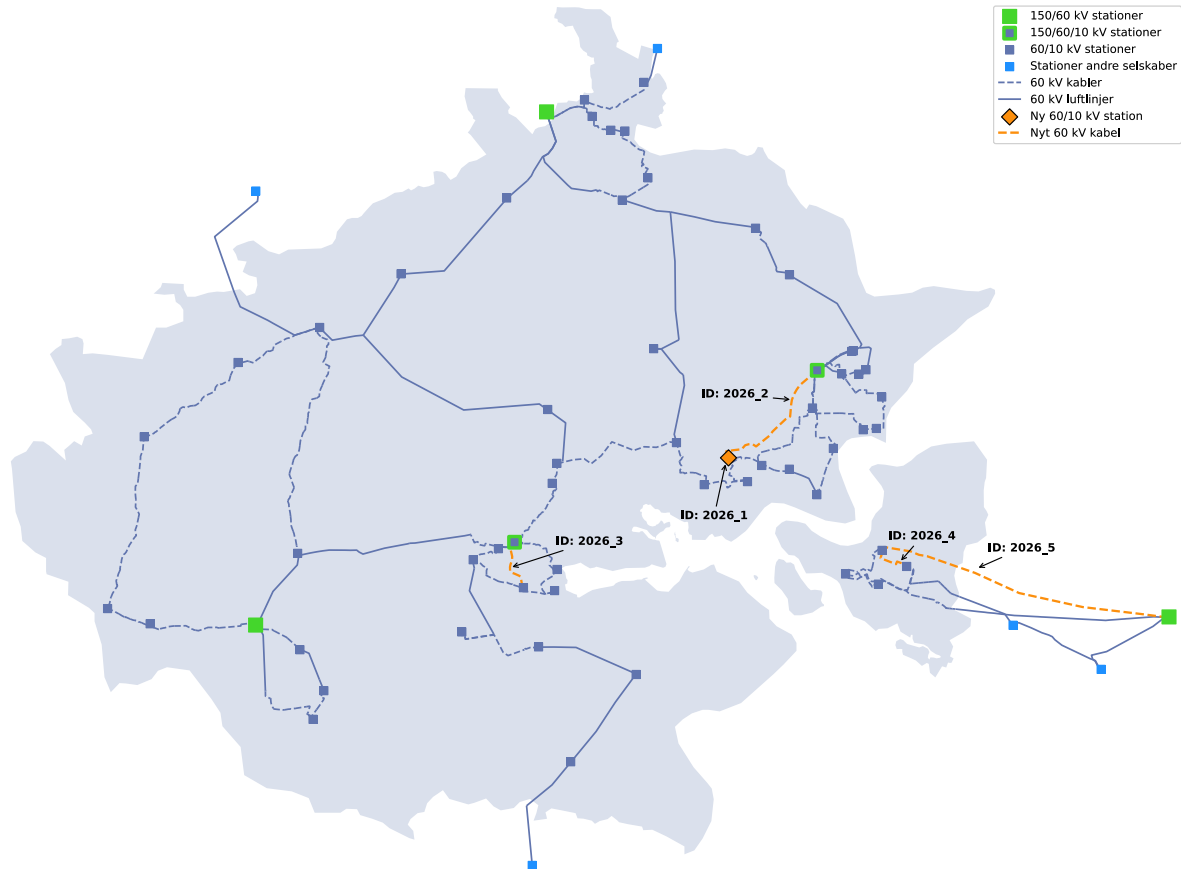 150/60 kV stationer
150/60/10 kV stationer
60/10 kV stationer
Stationer andre selskaber
60 kV kabler
60 kV luftlinjer
Ny 60/10 kV station
Nyt 60 kV kabel
ID: 2026_2
ID: 2026_1
ID: 2026_3
ID: 2026_4
ID: 2026_5